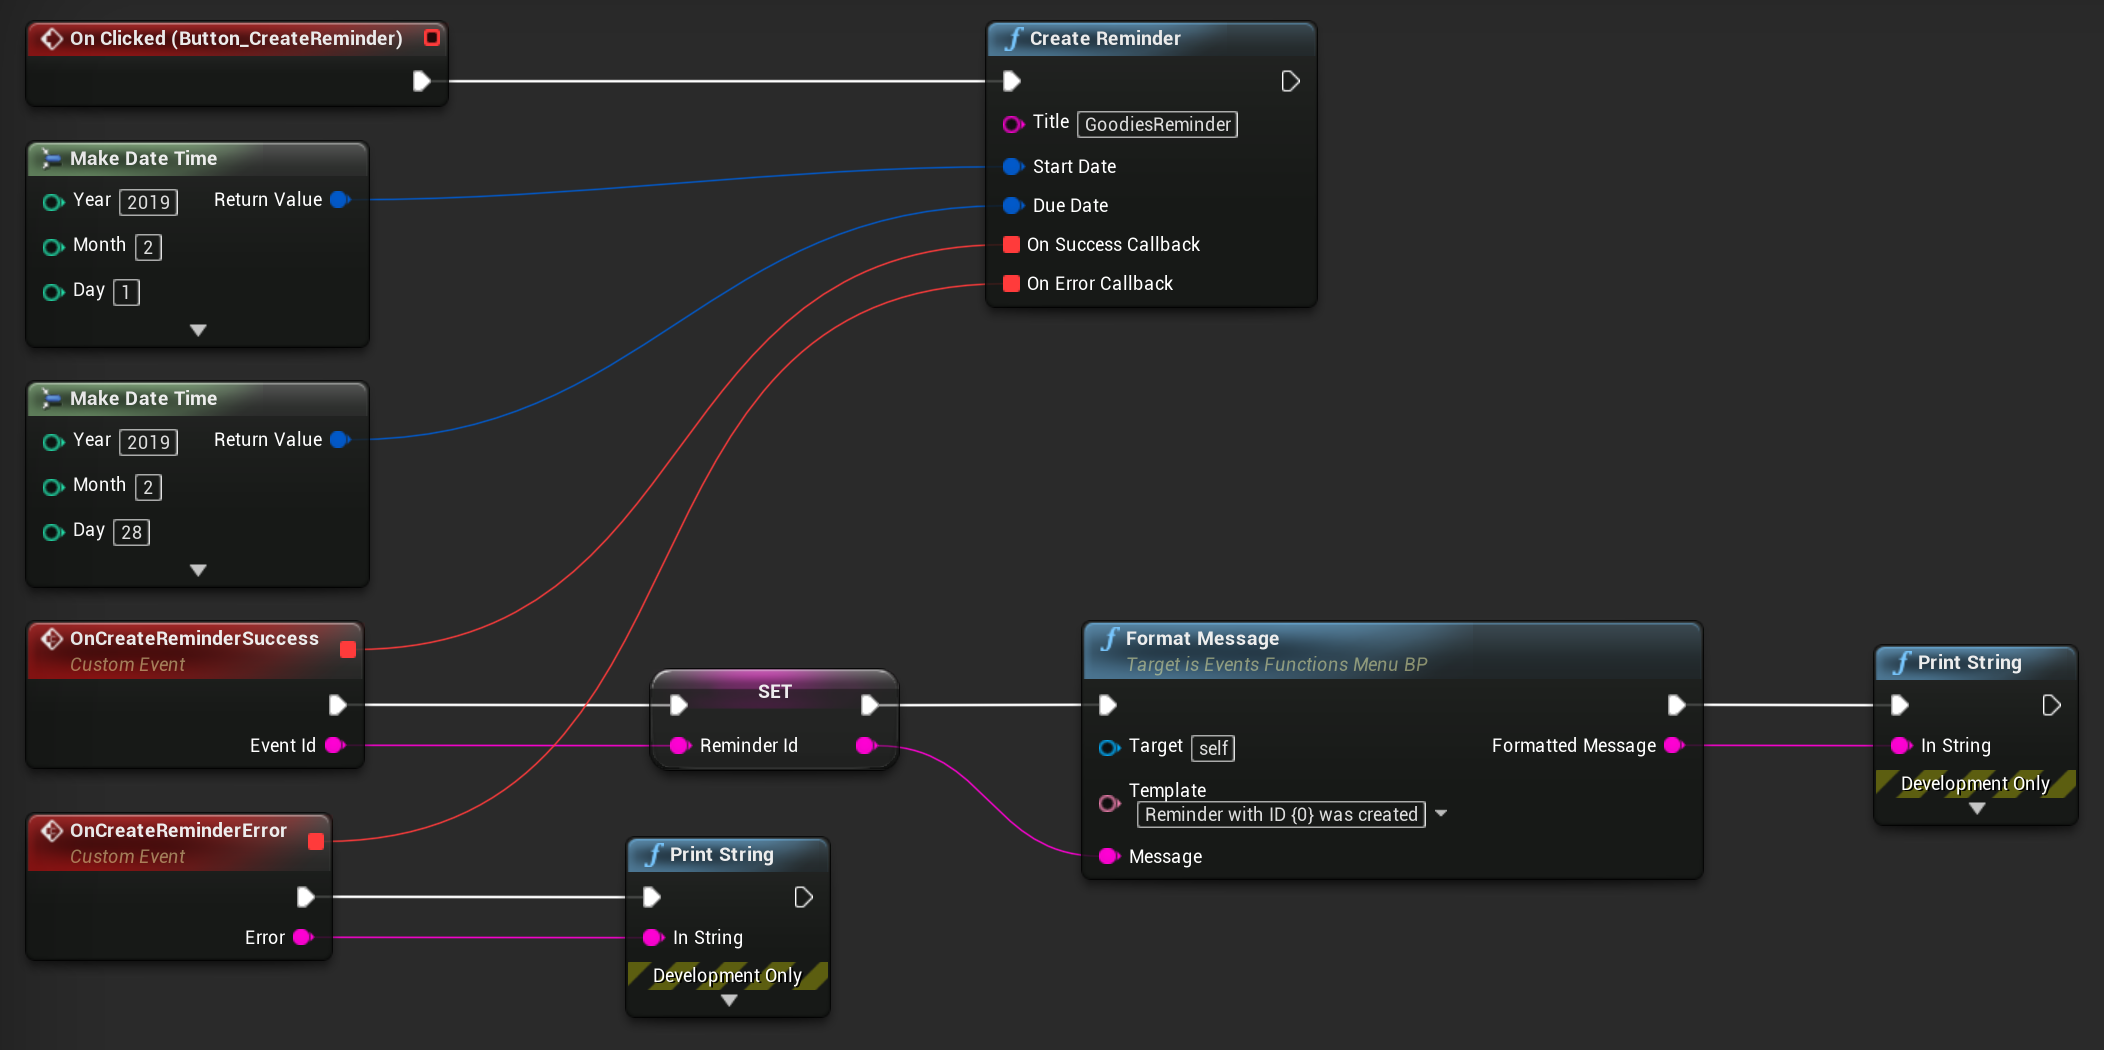 On Clicked (Button_CreateReminder)
Create Reminder
Title GoodiesReminder
Start Date
Due Date
On Success Callback
On Error Callback
Make Date Time
Year 2019 Return Value
Month 2
Day 1
Make Date Time
Year 2019 Return Value
Month 2
Day 28
OnCreateReminderSuccess
Custom Event
Event Id
SET
Reminder Id
Format Message
Target is Events Functions Menu BP
Target self Formatted Message
Template
Reminder with ID {0} was created
Message
Print String
In String
Development Only
OnCreateReminderError
Custom Event
Error
Print String
In String
Development Only